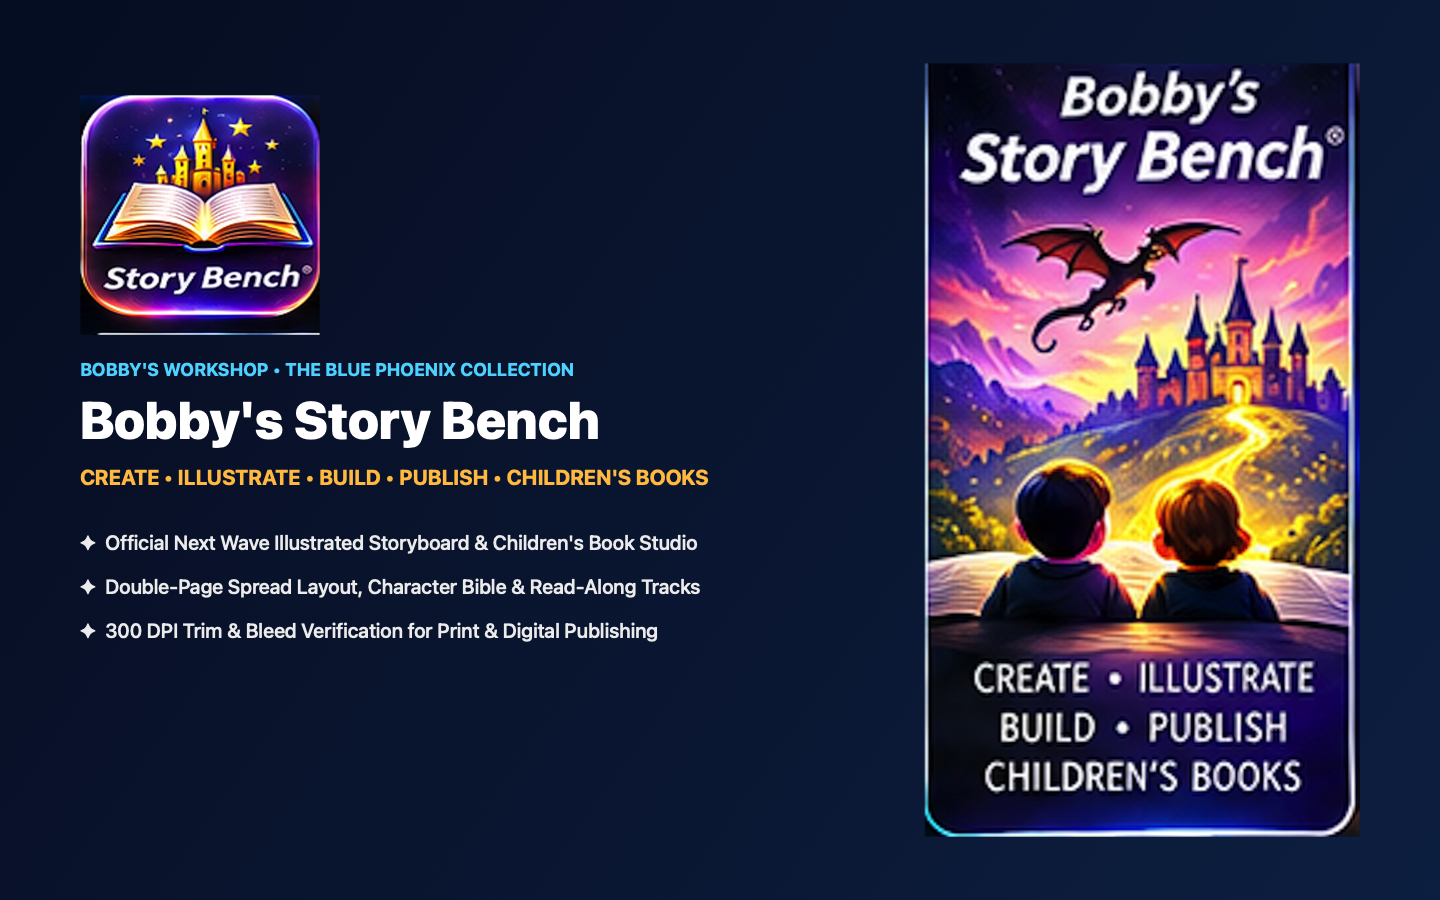 Story Bench®
BOBBY'S WORKSHOP • THE BLUE PHOENIX COLLECTION
Bobby's Story Bench
CREATE • ILLUSTRATE • BUILD • PUBLISH • CHILDREN'S BOOKS
✦ Official Next Wave Illustrated Storyboard & Children's Book Studio
✦ Double-Page Spread Layout, Character Bible & Read-Along Tracks
✦ 300 DPI Trim & Bleed Verification for Print & Digital Publishing
Bobby's
Story Bench®
CREATE • ILLUSTRATE
BUILD • PUBLISH
CHILDREN'S BOOKS